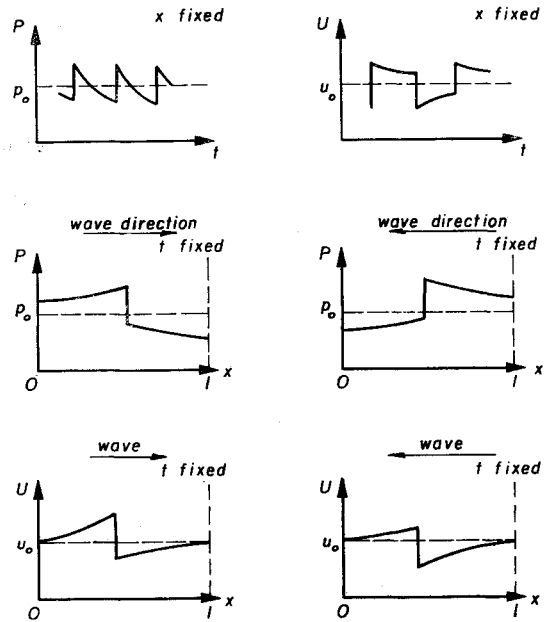 P
x fixed
p₀
t
U
x fixed
u₀
t
wave direction
t fixed
P
p₀
O
l
x
wave direction
t fixed
P
p₀
O
l
x
wave
t fixed
U
u₀
O
l
x
wave
t fixed
U
u₀
O
l
x